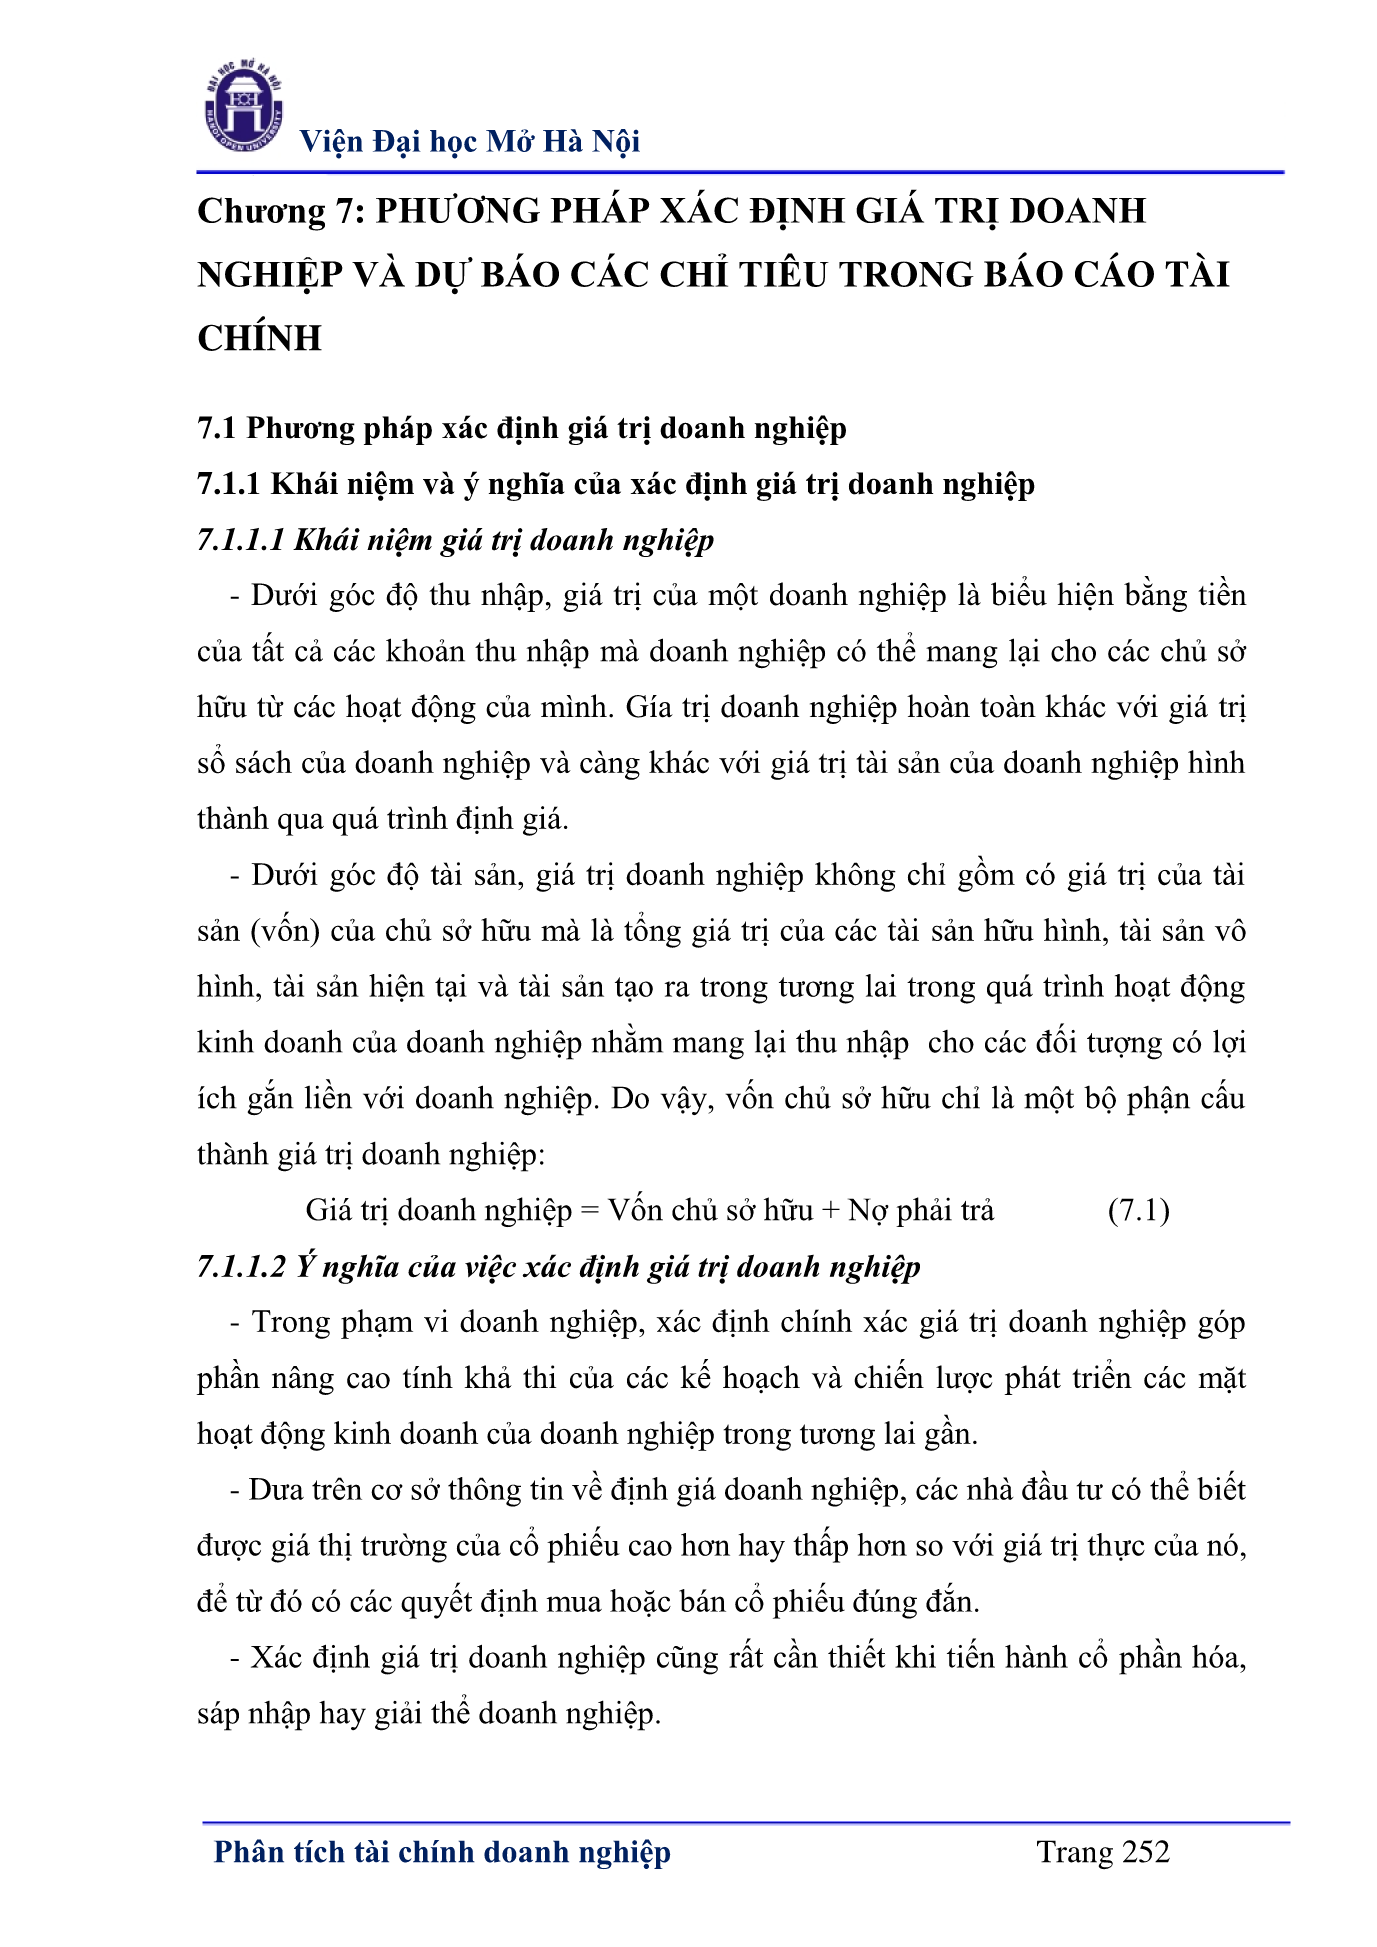 ĐẠI HỌC MỞ HÀ NỘI
HANOI OPEN UNIVERSITY
Viện Đại học Mở Hà Nội
Chương 7: PHƯƠNG PHÁP XÁC ĐỊNH GIÁ TRỊ DOANH
NGHIỆP VÀ DỰ BÁO CÁC CHỈ TIÊU TRONG BÁO CÁO TÀI
CHÍNH
7.1 Phương pháp xác định giá trị doanh nghiệp
7.1.1 Khái niệm và ý nghĩa của xác định giá trị doanh nghiệp
7.1.1.1 Khái niệm giá trị doanh nghiệp
- Dưới góc độ thu nhập, giá trị của một doanh nghiệp là biểu hiện bằng tiền
của tất cả các khoản thu nhập mà doanh nghiệp có thể mang lại cho các chủ sở
hữu từ các hoạt động của mình. Gía trị doanh nghiệp hoàn toàn khác với giá trị
sổ sách của doanh nghiệp và càng khác với giá trị tài sản của doanh nghiệp hình
thành qua quá trình định giá.
- Dưới góc độ tài sản, giá trị doanh nghiệp không chỉ gồm có giá trị của tài
sản (vốn) của chủ sở hữu mà là tổng giá trị của các tài sản hữu hình, tài sản vô
hình, tài sản hiện tại và tài sản tạo ra trong tương lai trong quá trình hoạt động
kinh doanh của doanh nghiệp nhằm mang lại thu nhập  cho các đối tượng có lợi
ích gắn liền với doanh nghiệp. Do vậy, vốn chủ sở hữu chỉ là một bộ phận cấu
thành giá trị doanh nghiệp:
Giá trị doanh nghiệp = Vốn chủ sở hữu + Nợ phải trả (7.1)
7.1.1.2 Ý nghĩa của việc xác định giá trị doanh nghiệp
- Trong phạm vi doanh nghiệp, xác định chính xác giá trị doanh nghiệp góp
phần nâng cao tính khả thi của các kế hoạch và chiến lược phát triển các mặt
hoạt động kinh doanh của doanh nghiệp trong tương lai gần.
- Dưa trên cơ sở thông tin về định giá doanh nghiệp, các nhà đầu tư có thể biết
được giá thị trường của cổ phiếu cao hơn hay thấp hơn so với giá trị thực của nó,
để từ đó có các quyết định mua hoặc bán cổ phiếu đúng đắn.
- Xác định giá trị doanh nghiệp cũng rất cần thiết khi tiến hành cổ phần hóa,
sáp nhập hay giải thể doanh nghiệp.
Phân tích tài chính doanh nghiệp Trang 252